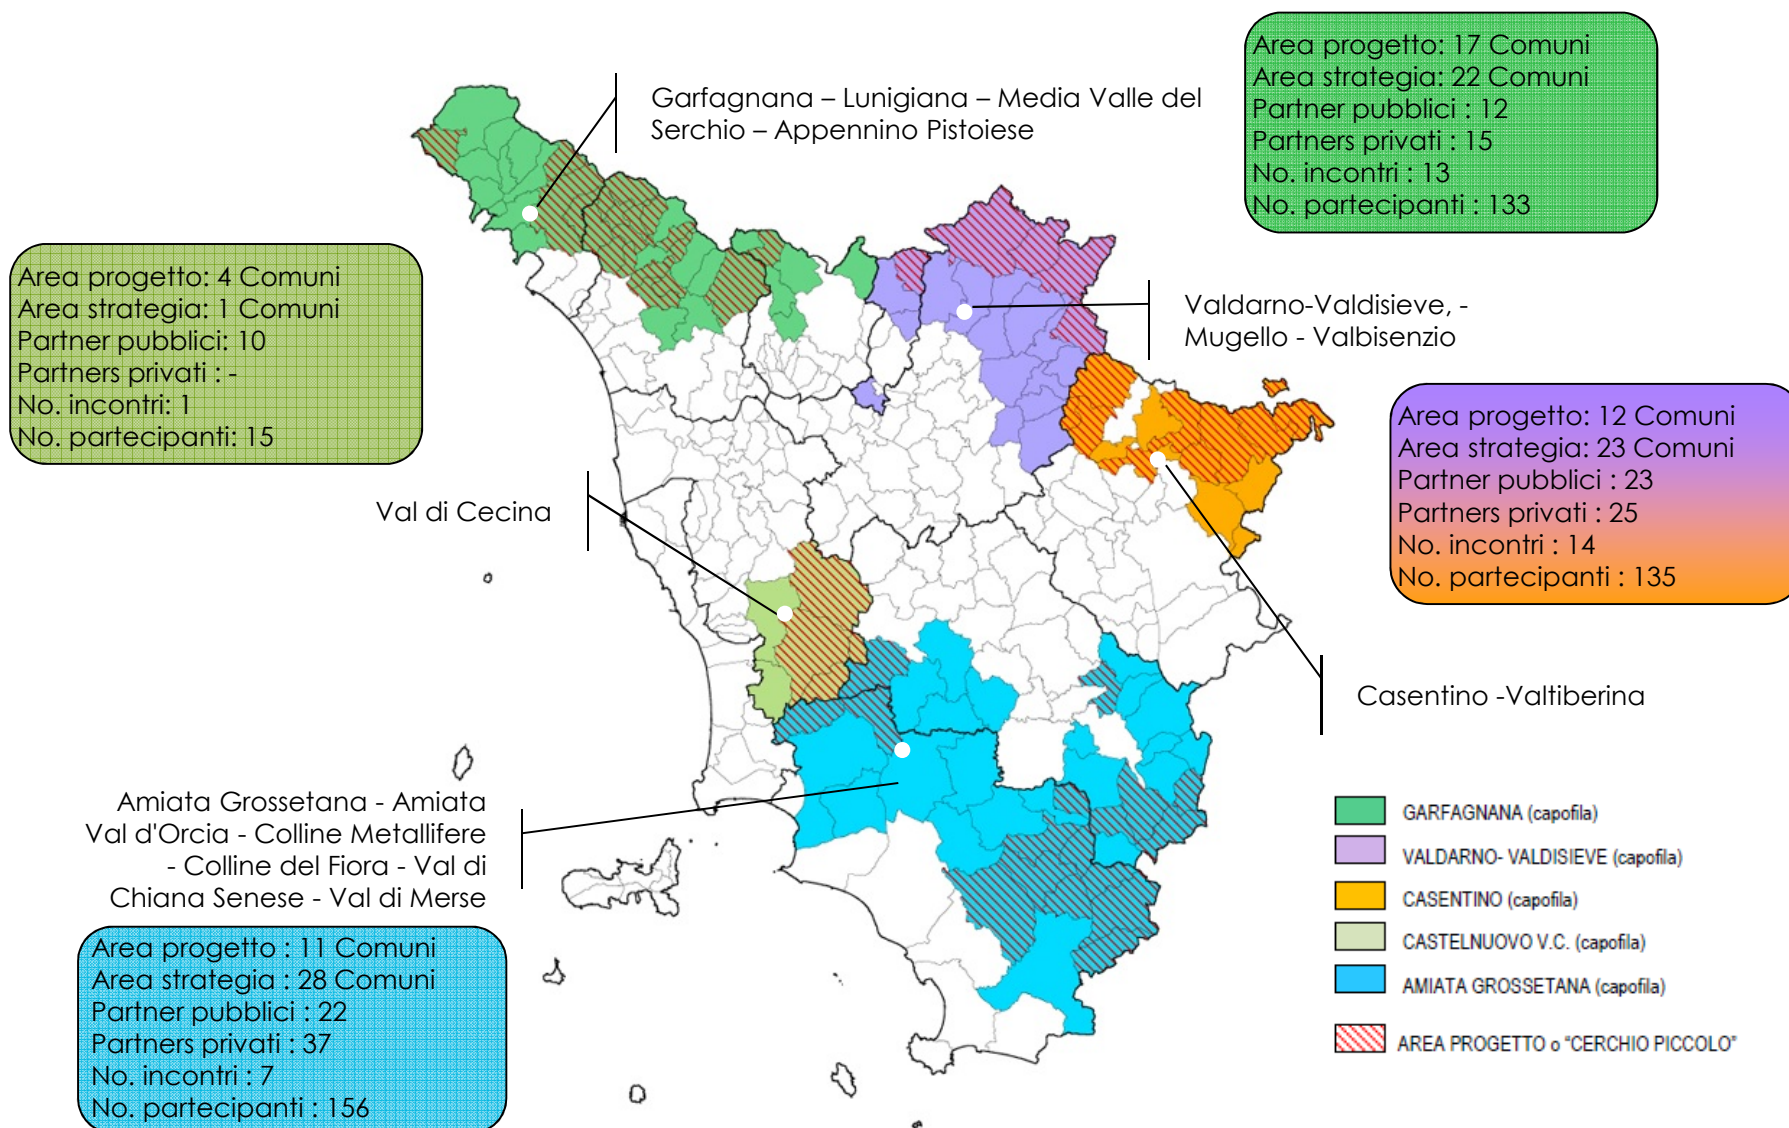 Area progetto: 17 Comuni
Area strategia: 22 Comuni
Partner pubblici : 12
Partners privati : 15
No. incontri : 13
No. partecipanti : 133
Garfagnana – Lunigiana – Media Valle del
Serchio – Appennino Pistoiese
Area progetto: 4 Comuni
Area strategia: 1 Comuni
Partner pubblici: 10
Partners privati : -
No. incontri: 1
No. partecipanti: 15
Valdarno-Valdisieve, -
Mugello - Valbisenzio
Area progetto: 12 Comuni
Area strategia: 23 Comuni
Partner pubblici : 23
Partners privati : 25
No. incontri : 14
No. partecipanti : 135
Val di Cecina
Casentino -Valtiberina
Amiata Grossetana - Amiata
Val d'Orcia - Colline Metallifere
- Colline del Fiora - Val di
Chiana Senese - Val di Merse
Area progetto : 11 Comuni
Area strategia : 28 Comuni
Partner pubblici : 22
Partners privati : 37
No. incontri : 7
No. partecipanti : 156
GARFAGNANA (capofila)
VALDARNO- VALDISIEVE (capofila)
CASENTINO (capofila)
CASTELNUOVO V.C. (capofila)
AMIATA GROSSETANA (capofila)
AREA PROGETTO o "CERCHIO PICCOLO"